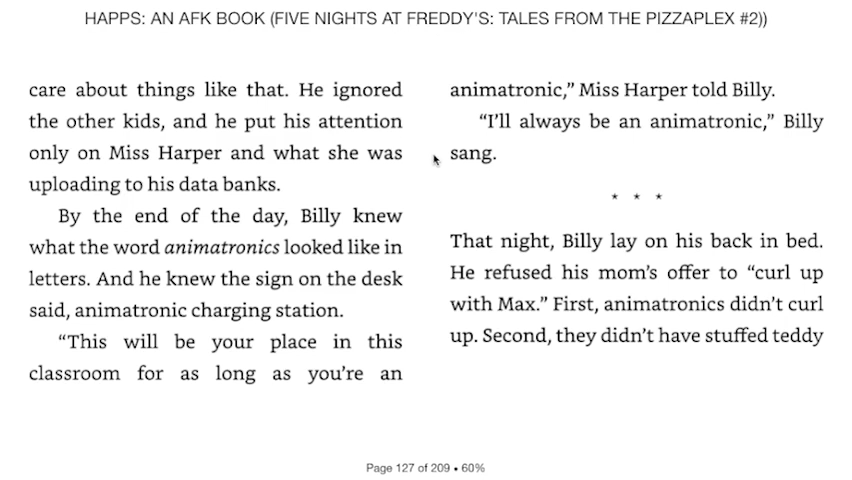 HAPPS: AN AFK BOOK (FIVE NIGHTS AT FREDDY'S: TALES FROM THE PIZZAPLEX #2))
care about things like that. He ignored
the other kids, and he put his attention
only on Miss Harper and what she was
uploading to his data banks.
By the end of the day, Billy knew
what the word animatronics looked like in
letters. And he knew the sign on the desk
said, animatronic charging station.
“This will be your place in this
classroom for as long as you’re an
animatronic,” Miss Harper told Billy.
“I’ll always be an animatronic,” Billy
sang.
* * *
That night, Billy lay on his back in bed.
He refused his mom’s offer to “curl up
with Max.” First, animatronics didn’t curl
up. Second, they didn’t have stuffed teddy
Page 127 of 209 • 60%